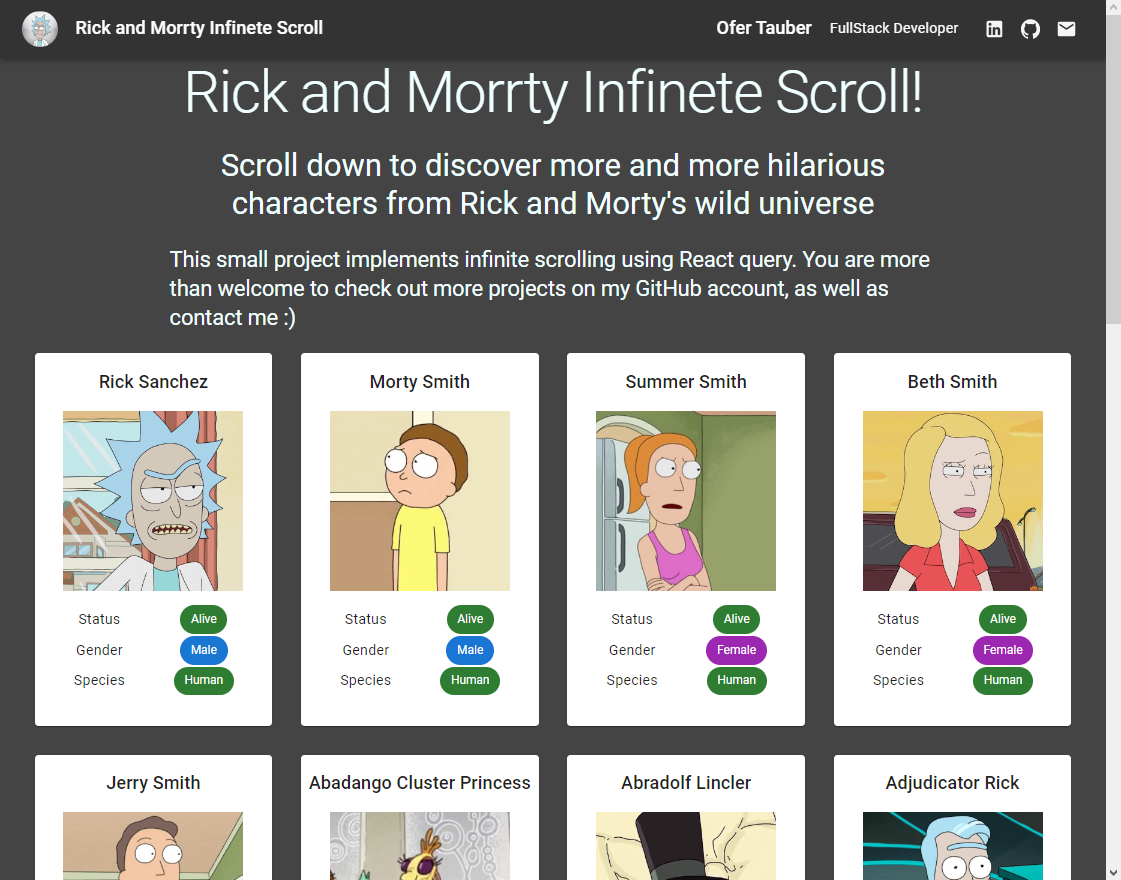 Rick and Morrty Infinete Scroll
Ofer Tauber FullStack Developer
Rick and Morrty Infinete Scroll!
Scroll down to discover more and more hilarious
characters from Rick and Morty's wild universe
This small project implements infinite scrolling using React query. You are more
than welcome to check out more projects on my GitHub account, as well as
contact me :)
Rick Sanchez
Status Alive
Gender Male
Species Human
Morty Smith
Status Alive
Gender Male
Species Human
Summer Smith
Status Alive
Gender Female
Species Human
Beth Smith
Status Alive
Gender Female
Species Human
Jerry Smith
Abadango Cluster Princess
Abradolf Lincler
Adjudicator Rick